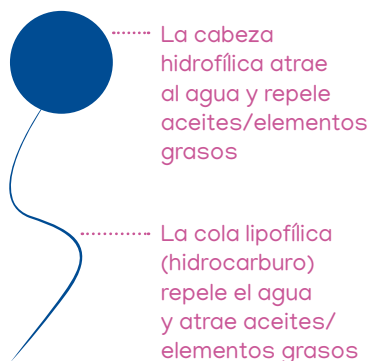 La cabeza
hidrofílica atrae
al agua y repele
aceites/elementos
grasos
La cola lipofílica
(hidrocarburo)
repele el agua
y atrae aceites/
elementos grasos